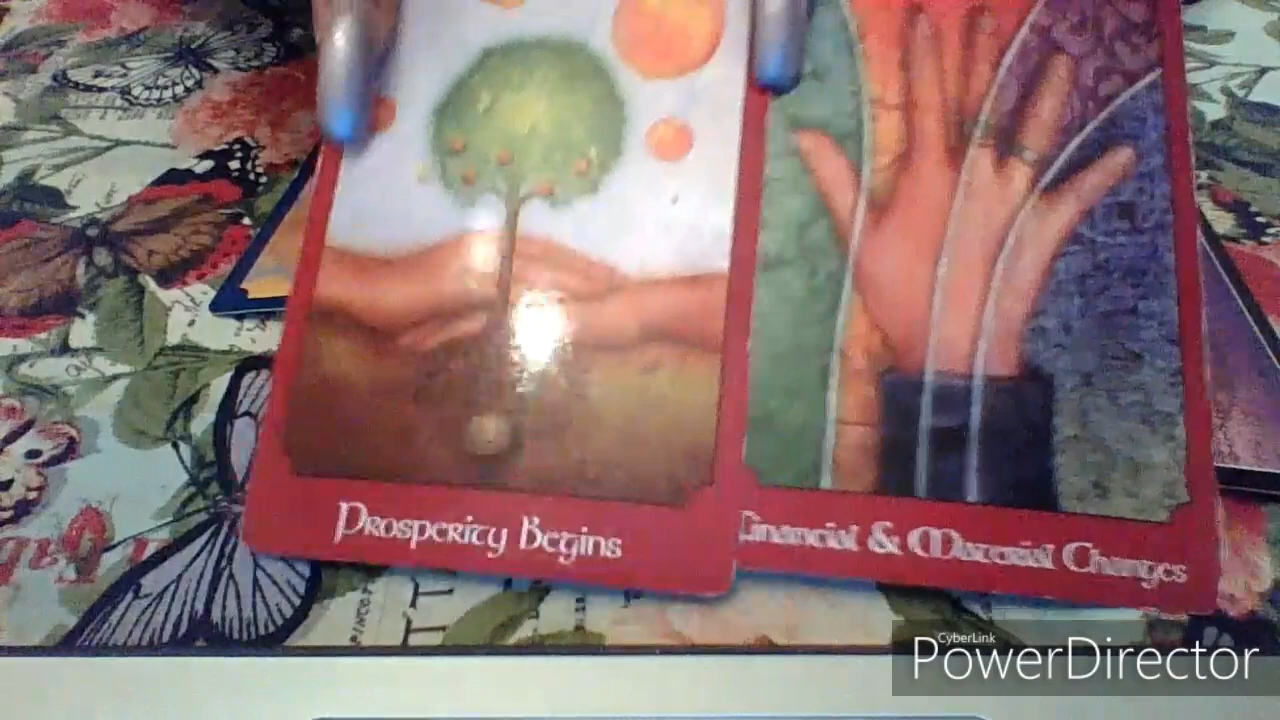 Prosperity Begins
Financial & Material Changes
CyberLink
PowerDirector